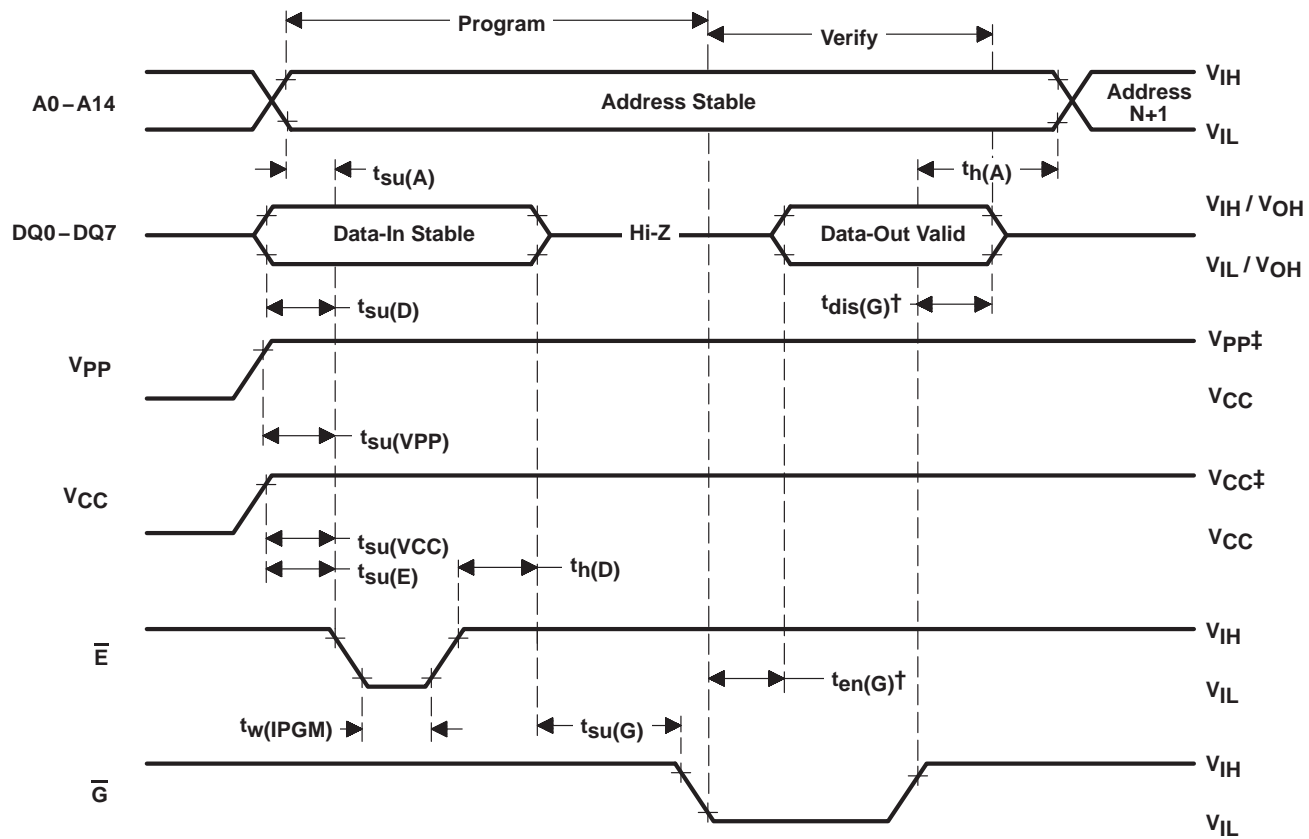 Program
Verify
A0–A14
Address Stable
Address
N+1
VIH
VIL
tsu(A)
th(A)
DQ0–DQ7
Data-In Stable
Hi-Z
Data-Out Valid
VIH / VOH
VIL / VOH
tsu(D)
tdis(G)†
VPP
VPP‡
VCC
tsu(VPP)
VCC
VCC‡
VCC
tsu(VCC)
tsu(E)
th(D)
E
VIH
VIL
ten(G)†
tw(IPGM)
tsu(G)
G
VIH
VIL